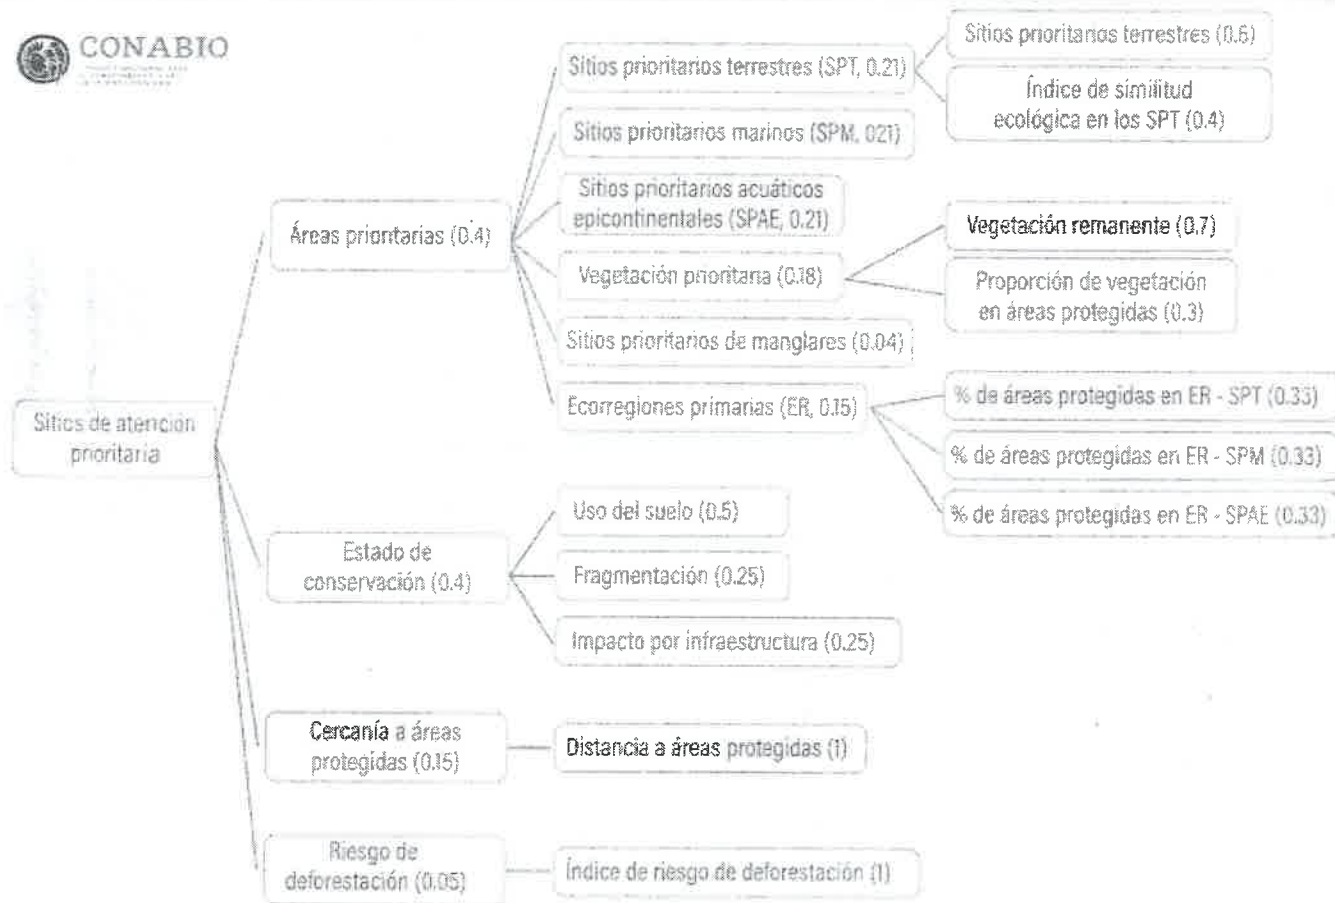 CONABIO
Sitios prioritarios terrestres (0.6)
Sitios prioritarios terrestres (SPT, 0.21)
Índice de similitud
ecológica en los SPT (0.4)
Sitios prioritarios marinos (SPM, 021)
Sitios prioritarios acuáticos
epicontinentales (SPAE, 0.21)
Áreas prioritarias (0.4)
Vegetación remanente (0.7)
Vegetación prioritaria (0.18)
Proporción de vegetación
en áreas protegidas (0.3)
Sitios prioritarios de manglares (0.04)
Ecorregiones primarias (ER, 0.15)
% de áreas protegidas en ER - SPT (0.33)
% de áreas protegidas en ER - SPM (0.33)
% de áreas protegidas en ER - SPAE (0.33)
Sitios de atención
prioritaria
Uso del suelo (0.5)
Estado de
conservación (0.4)
Fragmentación (0.25)
Impacto por infraestructura (0.25)
Cercanía a áreas
protegidas (0.15)
Distancia a áreas protegidas (1)
Riesgo de
deforestación (0.05)
Índice de riesgo de deforestación (1)